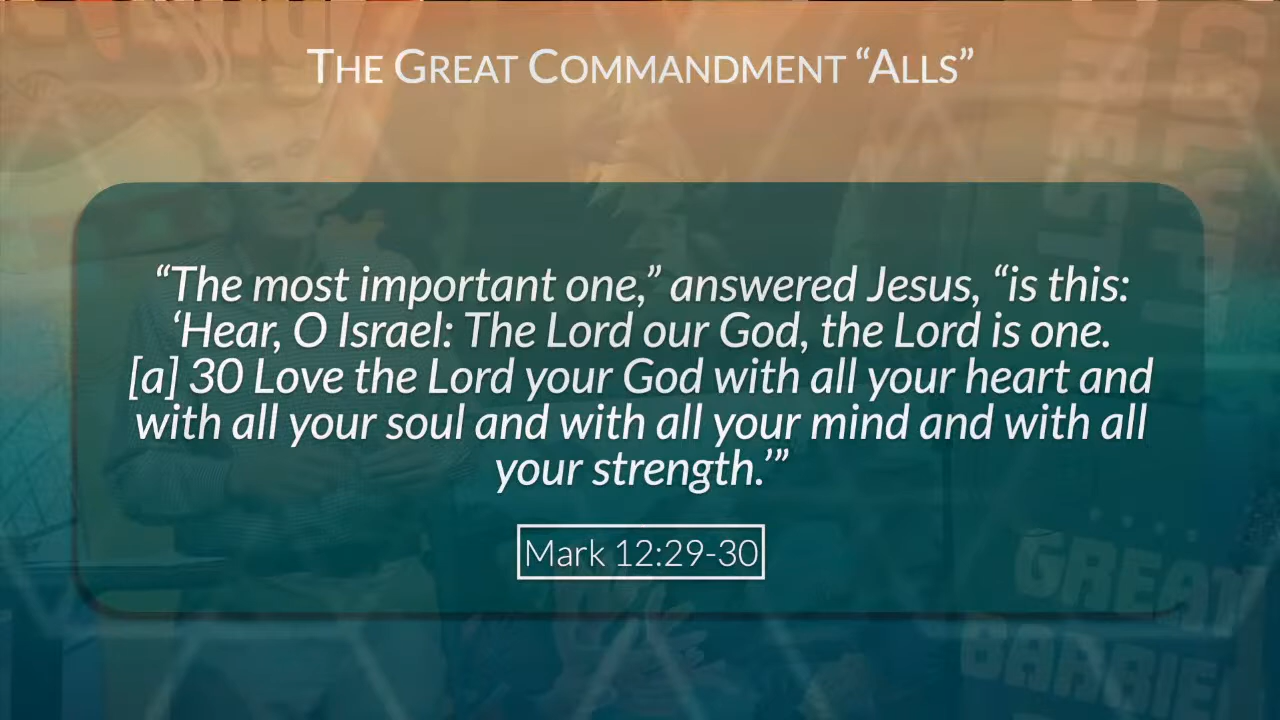 THE GREAT COMMANDMENT “ALLS”
“The most important one,” answered Jesus, “is this:
‘Hear, O Israel: The Lord our God, the Lord is one.
[a] 30 Love the Lord your God with all your heart and
with all your soul and with all your mind and with all
your strength.’”
Mark 12:29-30
GREAN
BARBIE